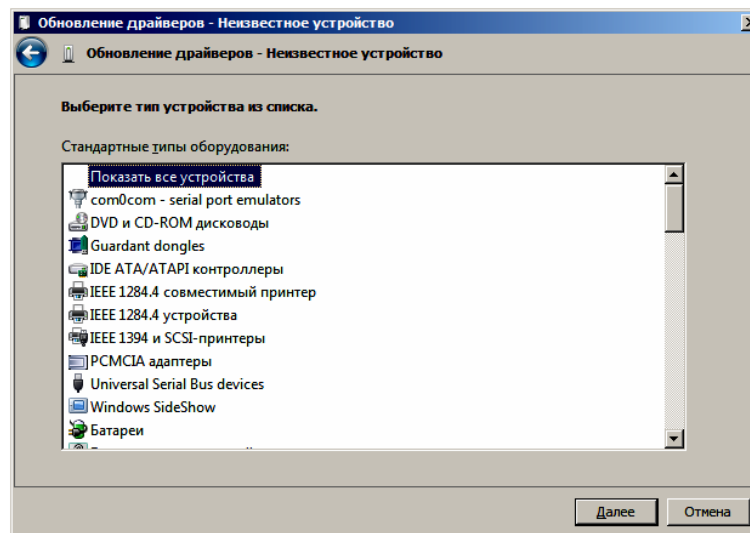 Обновление драйверов - Неизвестное устройство
Обновление драйверов - Неизвестное устройство
Выберите тип устройства из списка.
Стандартные типы оборудования:
Показать все устройства
com0com - serial port emulators
DVD и CD-ROM дисководы
Guardant dongles
IDE ATA/ATAPI контроллеры
IEEE 1284.4 совместимый принтер
IEEE 1284.4 устройства
IEEE 1394 и SCSI-принтеры
PCMCIA адаптеры
Universal Serial Bus devices
Windows SideShow
Батареи
Далее Отмена